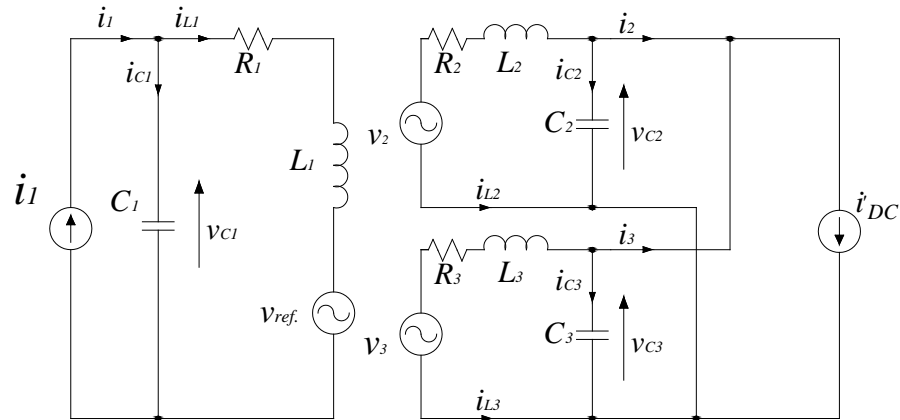 i1 iL1 R1 iC1 L1 i1 C1 vC1 vref.
R2 L2 i2 iC2 v2 C2 vC2 iL2
R3 L3 i3 iC3 v3 C3 vC3 iL3 i'DC